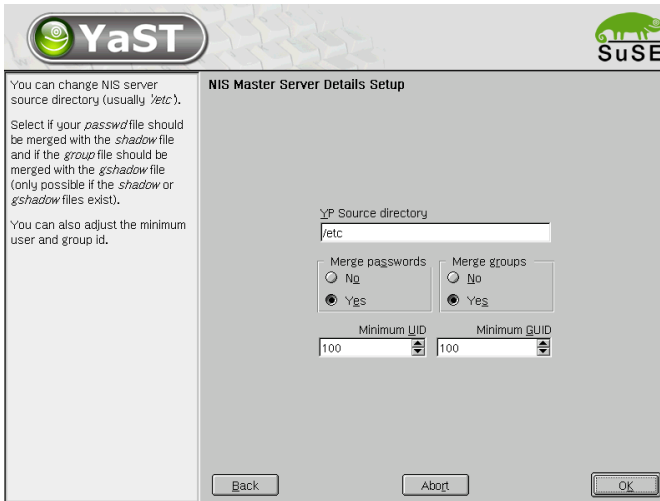 YaST
SuSE
You can change NIS server
source directory (usually '/etc').
Select if your passwd file should
be merged with the shadow file
and if the group file should be
merged with the gshadow file
(only possible if the shadow or
gshadow files exist).
You can also adjust the minimum
user and group id.
NIS Master Server Details Setup
YP Source directory
/etc
Merge passwords
No
Yes
Merge groups
No
Yes
Minimum UID
100
Minimum GUID
100
Back
Abort
OK